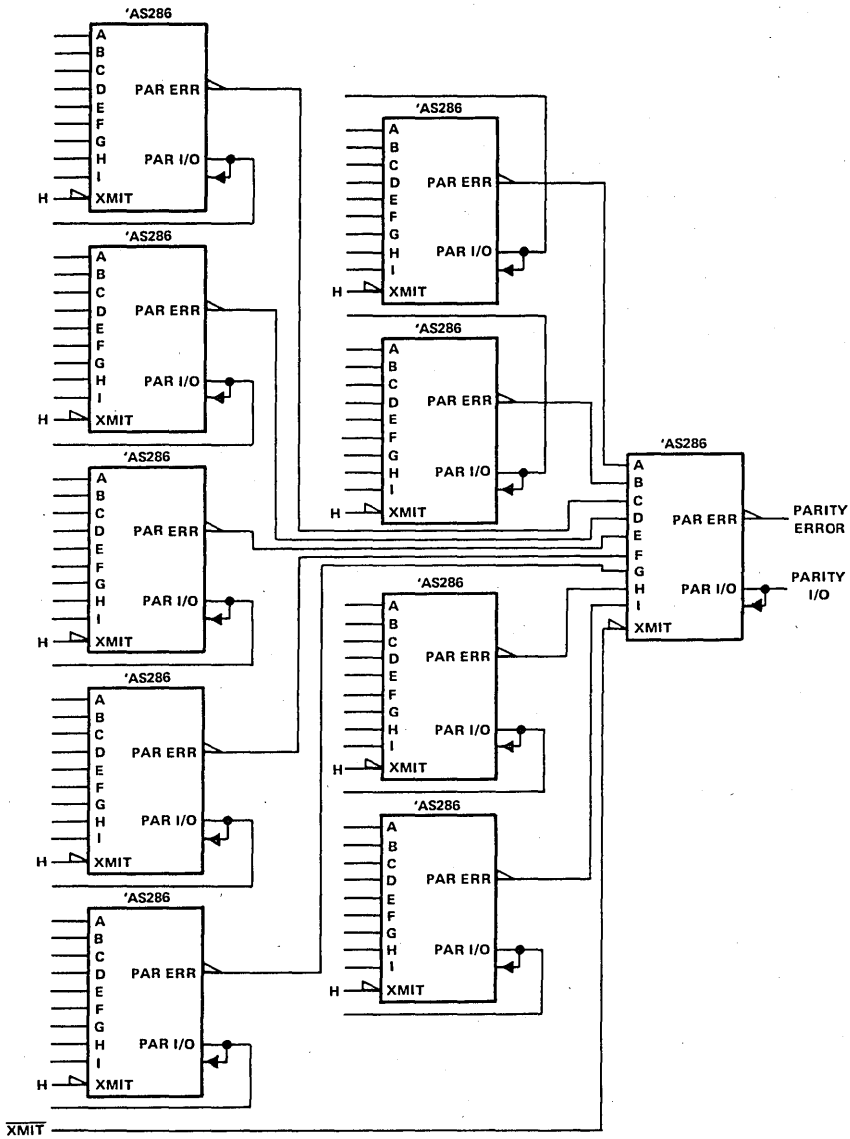 'AS286
A
B
C
D PAR ERR
E
F
G
H PAR I/O
I
H XMIT
'AS286
A
B
C
D PAR ERR
E
F
G
H PAR I/O
I
H XMIT
'AS286
A
B
C
D PAR ERR
E
F
G
H PAR I/O
I
H XMIT
'AS286
A
B
C
D PAR ERR
E
F
G
H PAR I/O
I
H XMIT
'AS286
A
B
C
D PAR ERR
E
F
G
H PAR I/O
I
H XMIT
XMIT
'AS286
A
B
C
D PAR ERR
E
F
G
H PAR I/O
I
H XMIT
'AS286
A
B
C
D PAR ERR
E
F
G
H PAR I/O
I
H XMIT
'AS286
A
B
C
D PAR ERR
E
F
G
H PAR I/O
I
H XMIT
'AS286
A
B
C
D PAR ERR
E
F
G
H PAR I/O
I
H XMIT
'AS286
A
B
C
D PAR ERR
E
F
G
H PAR I/O
I
XMIT
PARITY
ERROR
PARITY
I/O